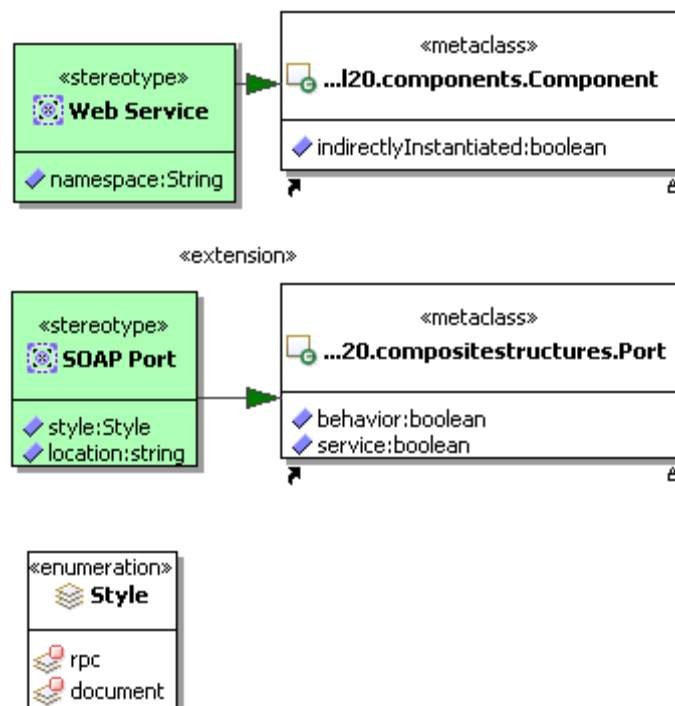 «stereotype»
Web Service
namespace:String
«metaclass»
...l20.components.Component
indirectlyInstantiated:boolean
«extension»
«stereotype»
SOAP Port
style:Style
location:string
«metaclass»
...20.compositestructures.Port
behavior:boolean
service:boolean
«enumeration»
Style
rpc
document